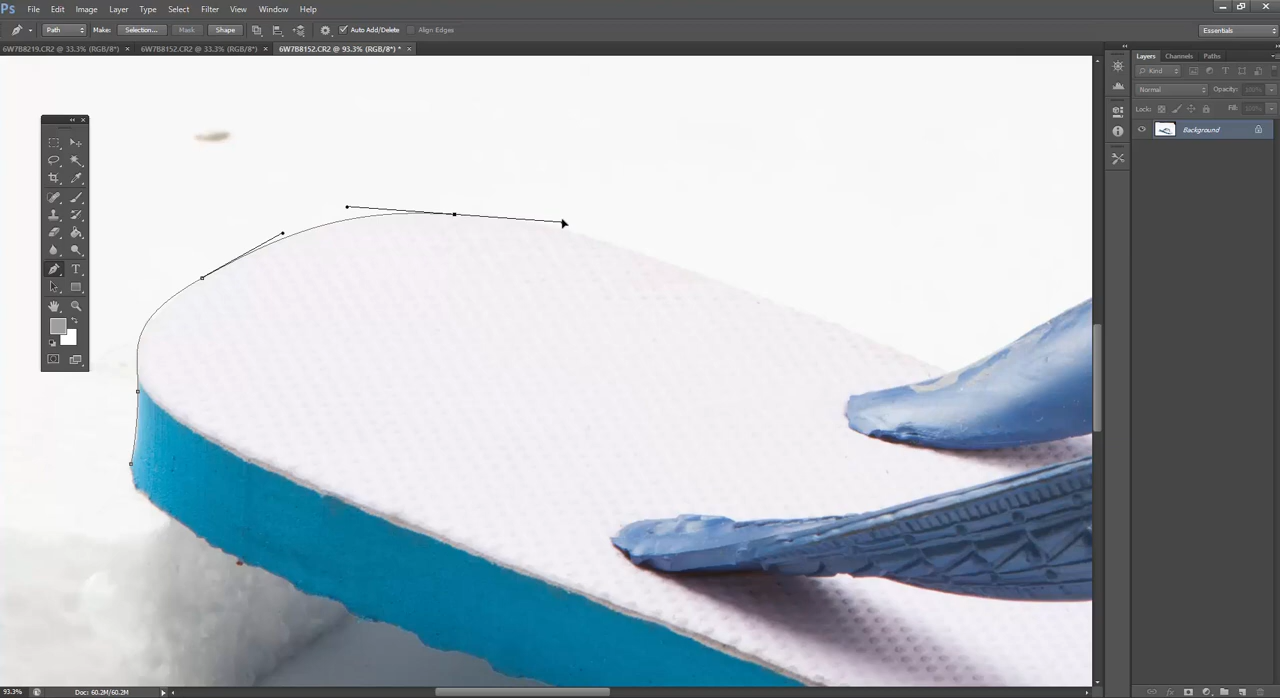 Ps File Edit Image Layer Type Select Filter View Window Help
Path Make: Selection... Mask Shape Auto Add/Delete Align Edges Essentials
6W7B8219.CR2 @ 33.3% (RGB/8*) × 6W7B8152.CR2 @ 33.3% (RGB/8*) × 6W7B8152.CR2 @ 93.3% (RGB/8*) * ×
Layers Channels Paths
Kind
Normal Opacity: 100%
Lock: Fill: 100%
Background
93.3% Doc: 60.2M/60.2M